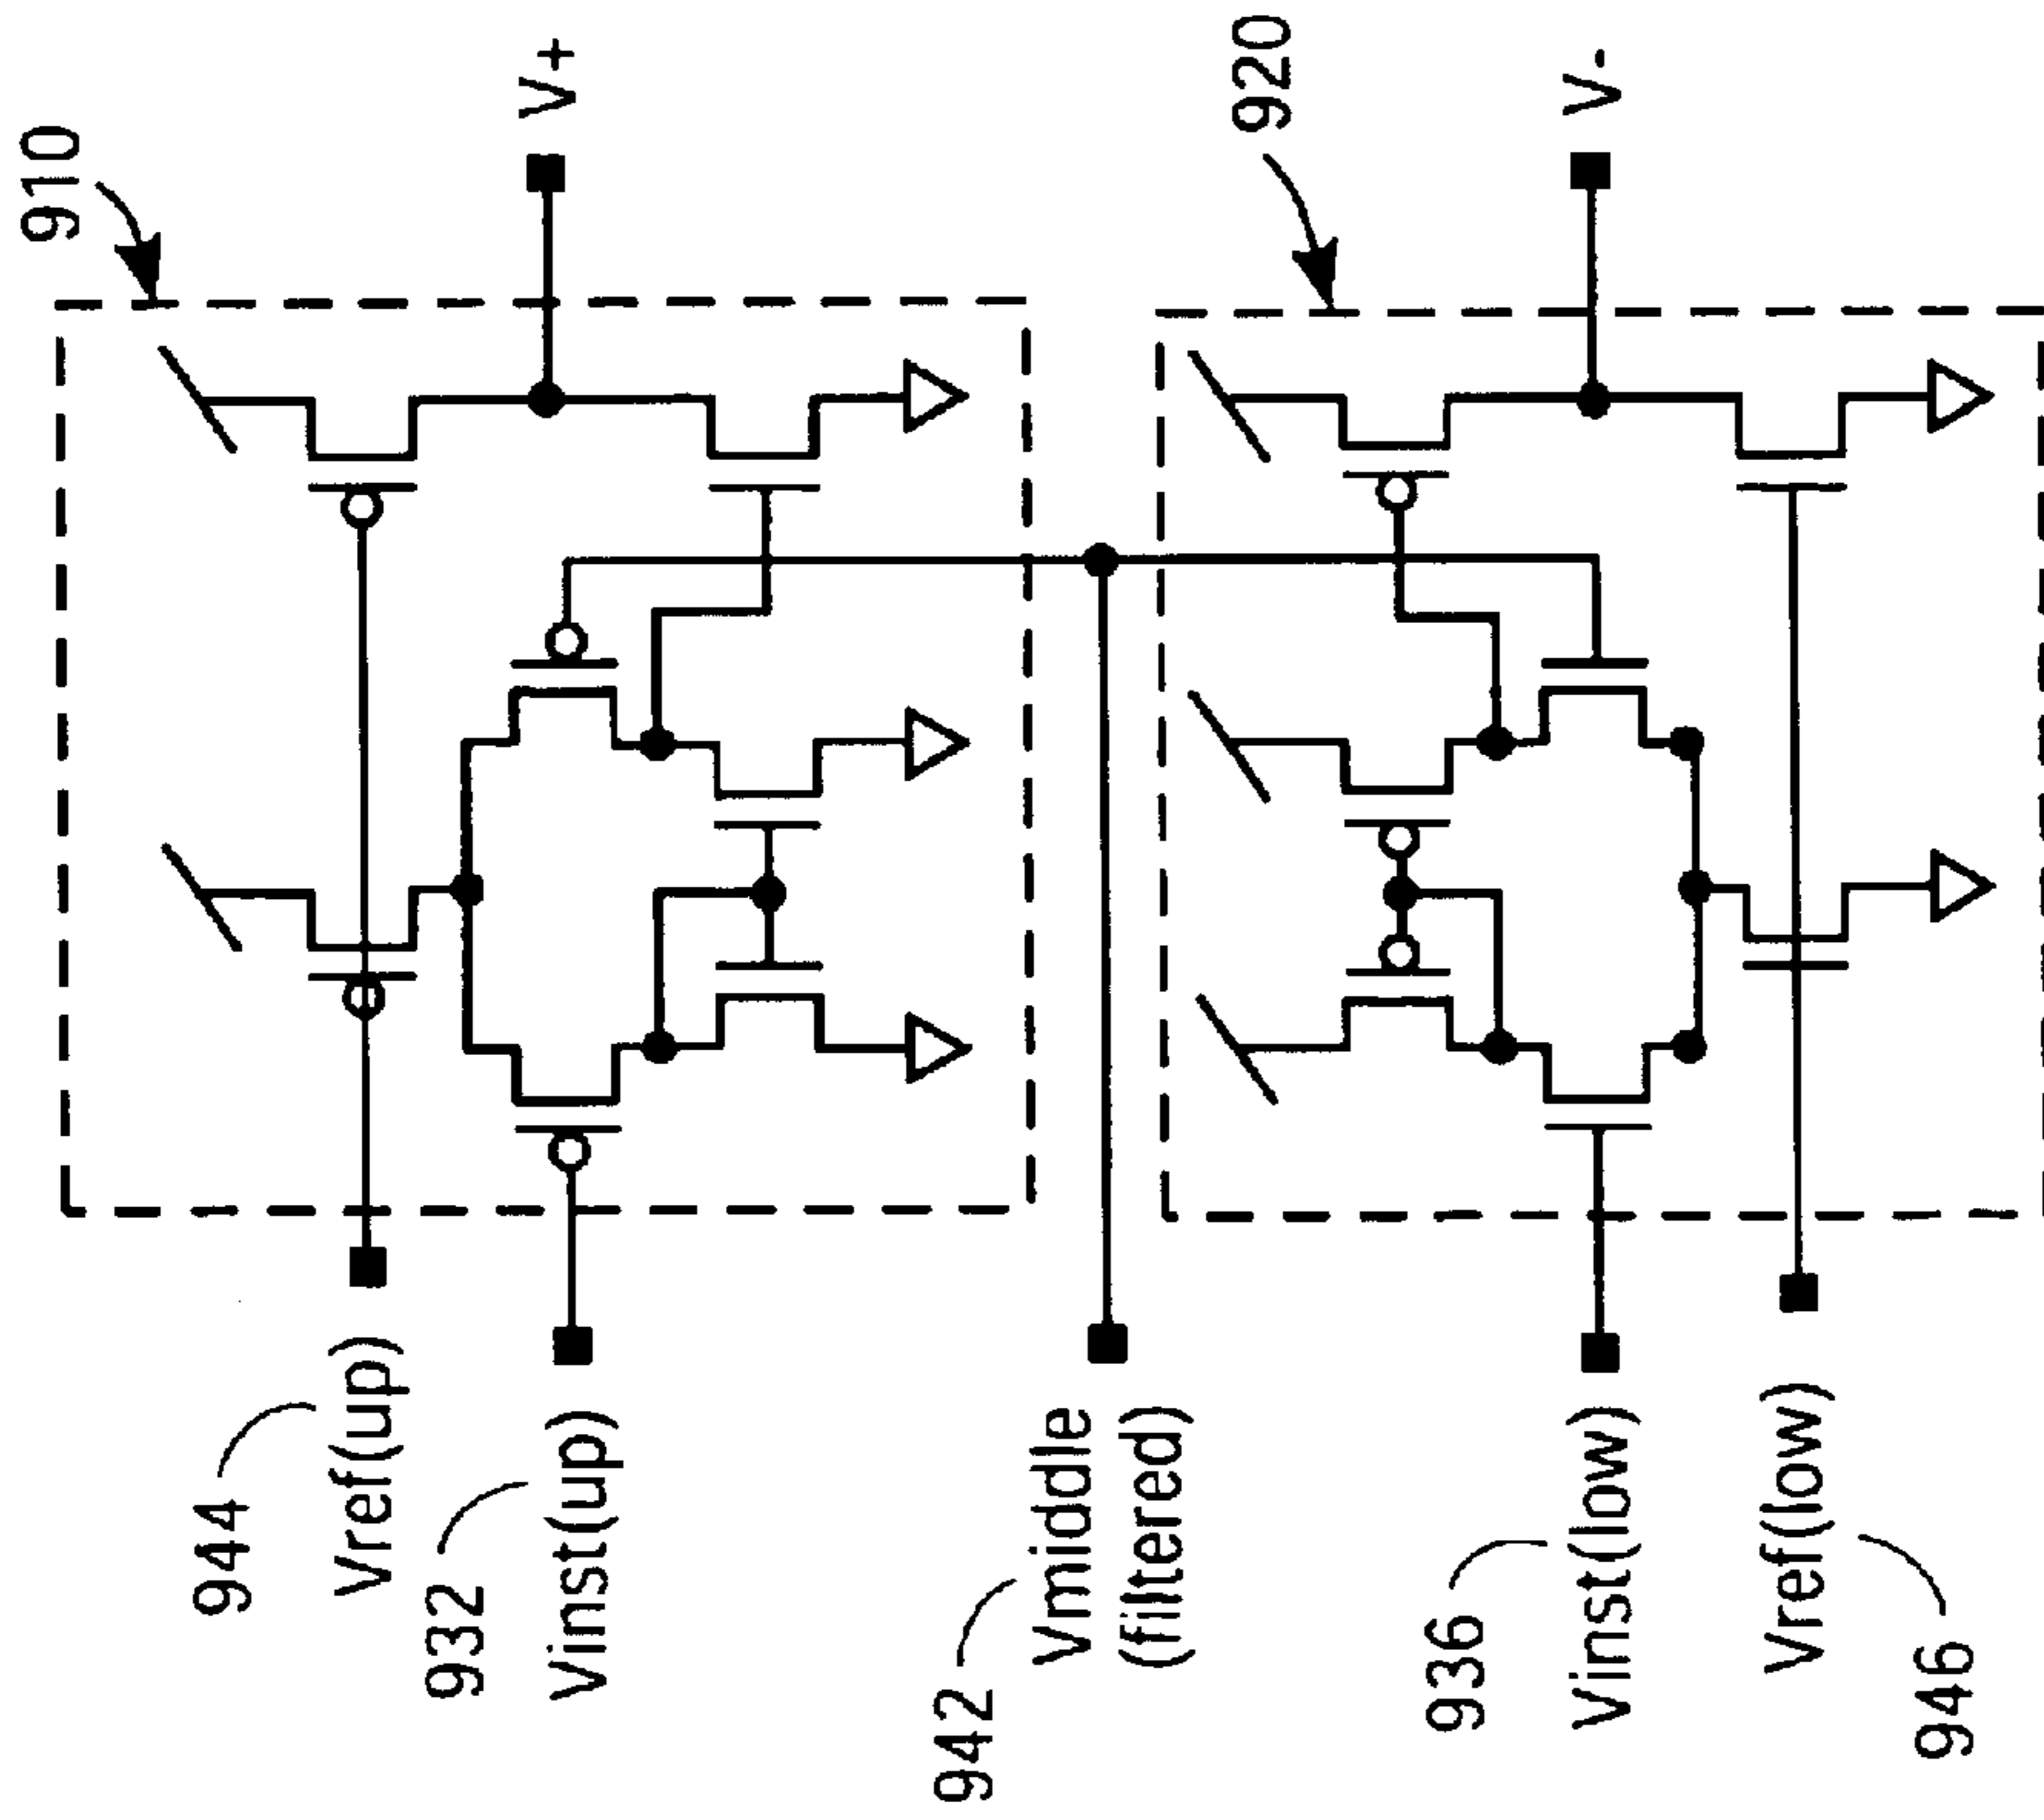 910
V+
920
V-
944
Vref(up)
932
Vinst(up)
942
Vmiddle
(filtered)
936
Vinst(low)
Vref(low)
946